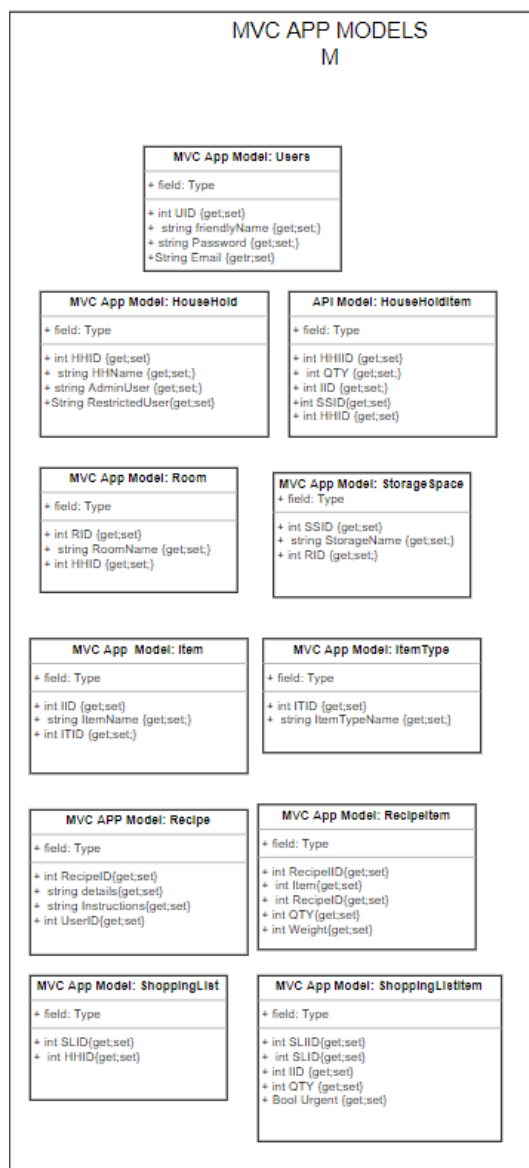 MVC APP MODELS
M
MVC App Model: Users
+ field: Type
+ int UID {get;set}
+ string friendlyName {get;set;}
+ string Password {get;set;}
+String Email {getr;set}
MVC App Model: HouseHold
+ field: Type
+ int HHID {get;set}
+ string HHName {get;set;}
+ string AdminUser {get;set;}
+String RestrictedUser{get;set}
API Model: HouseHoldItem
+ field: Type
+ int HHIID {get;set}
+ int QTY {get;set;}
+ int IID {get;set;}
+int SSID{get;set}
+ int HHID {get;set}
MVC App Model: Room
+ field: Type
+ int RID {get;set}
+ string RoomName {get;set;}
+ int HHID {get;set;}
MVC App Model: StorageSpace
+ field: Type
+ int SSID {get;set}
+ string StorageName {get;set;}
+ int RID {get;set;}
MVC App Model: Item
+ field: Type
+ int IID {get;set}
+ string ItemName {get;set;}
+ int ITID {get;set;}
MVC App Model: ItemType
+ field: Type
+ int ITID {get;set}
+ string ItemTypeName {get;set;}
MVC APP Model: Recipe
+ field: Type
+ int RecipeID{get;set}
+ string details{get;set}
+ string Instructions{get;set}
+ int UserID{get;set}
MVC App Model: RecipeItem
+ field: Type
+ int RecipeIID{get;set}
+ int Item{get;set}
+ int RecipeID{get;set}
+ int QTY{get;set}
+ int Weight{get;set}
MVC App Model: ShoppingList
+ field: Type
+ int SLID{get;set}
+ int HHID{get;set}
MVC App Model: ShoppingListItem
+ field: Type
+ int SLIID{get;set}
+ int SLID{get;set}
+ int IID{get;set}
+ int QTY {get;set}
+ Bool Urgent {get;set}